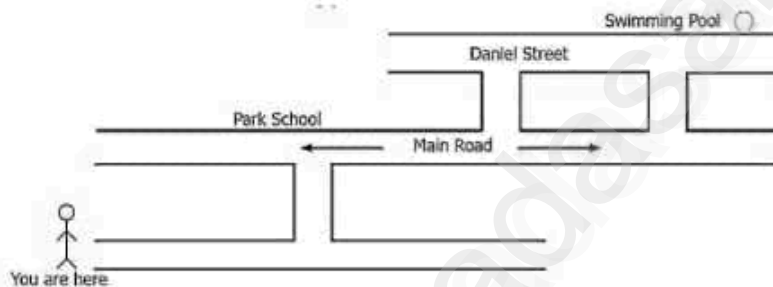 Swimming Pool
Daniel Street
Park School
Main Road
You are here